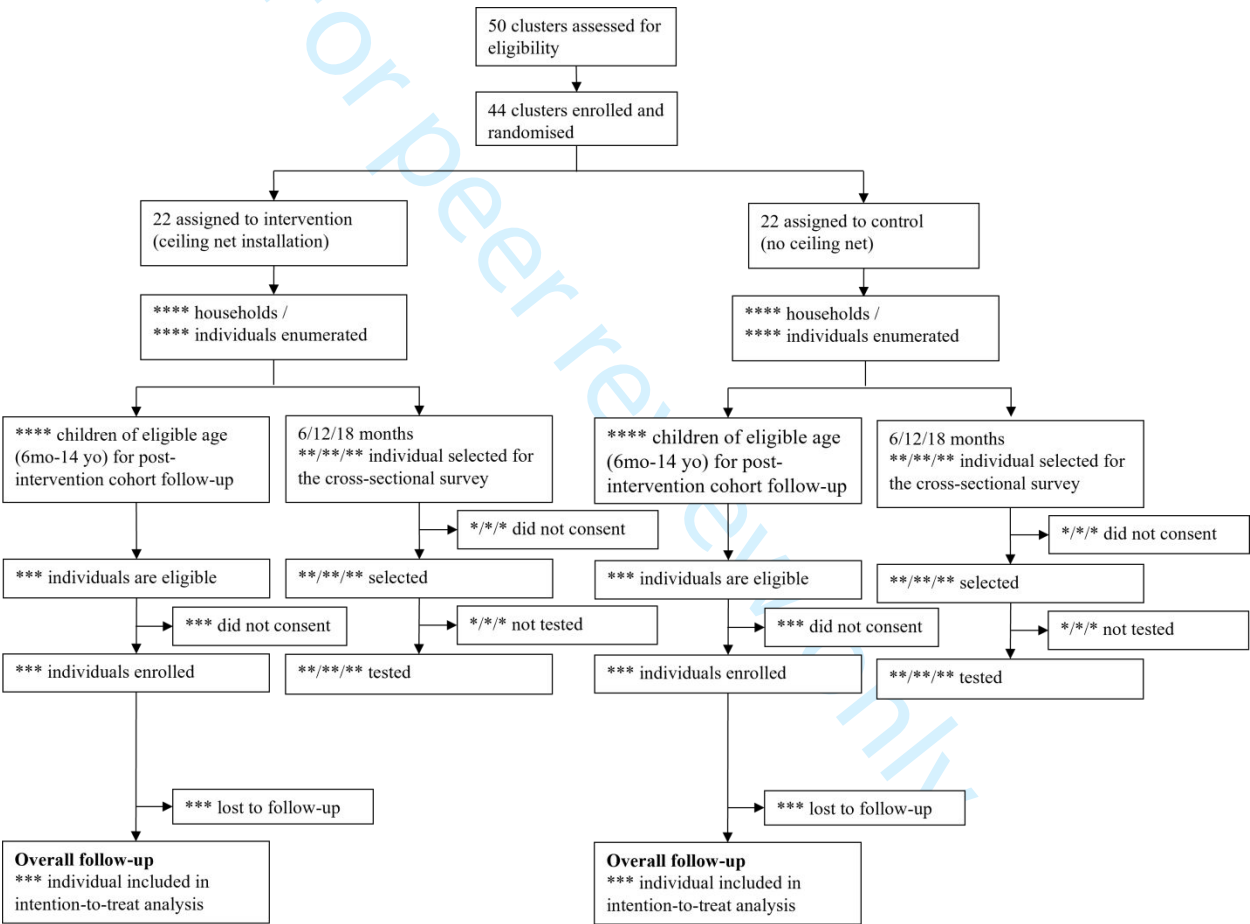 50 clusters assessed for
eligibility
44 clusters enrolled and
randomised
22 assigned to intervention
(ceiling net installation)
22 assigned to control
(no ceiling net)
**** households /
**** individuals enumerated
**** households /
**** individuals enumerated
**** children of eligible age
(6mo-14 yo) for post-
intervention cohort follow-up
6/12/18 months
**/**/** individual selected for
the cross-sectional survey
*/*/* did not consent
*** individuals are eligible
**/**/** selected
*** did not consent
*/*/* not tested
*** individuals enrolled
**/**/** tested
*** lost to follow-up
Overall follow-up
*** individual included in
intention-to-treat analysis
**** children of eligible age
(6mo-14 yo) for post-
intervention cohort follow-up
6/12/18 months
**/**/** individual selected for
the cross-sectional survey
*/*/* did not consent
*** individuals are eligible
**/**/** selected
*** did not consent
*/*/* not tested
*** individuals enrolled
**/**/** tested
*** lost to follow-up
Overall follow-up
*** individual included in
intention-to-treat analysis
or peer review only